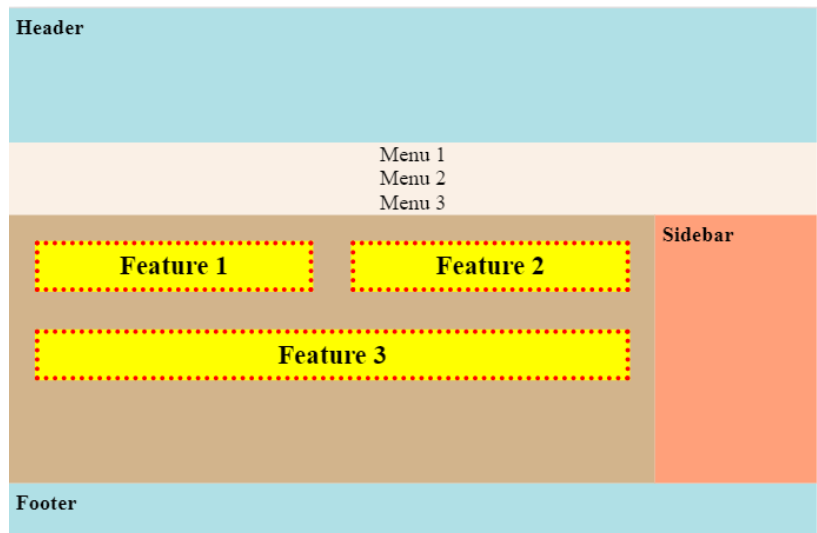 Header
Menu 1
Menu 2
Menu 3
Feature 1
Feature 2
Sidebar
Feature 3
Footer